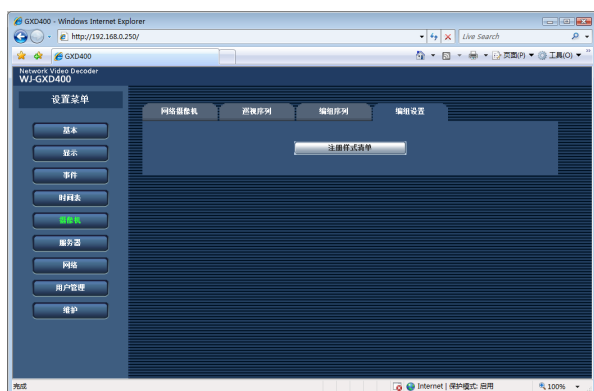 GXD400 - Windows Internet Explorer
http://192.168.0.250/
Live Search
GXD400
页面(P)
工具(O)
Network Video Decoder
WJ-GXD400
设置菜单
网络摄像机
巡视序列
编组序列
编组设置
注册样式清单
基本
显示
事件
时间表
摄像机
服务器
网络
用户管理
维护
完成
Internet | 保护模式: 启用
100%